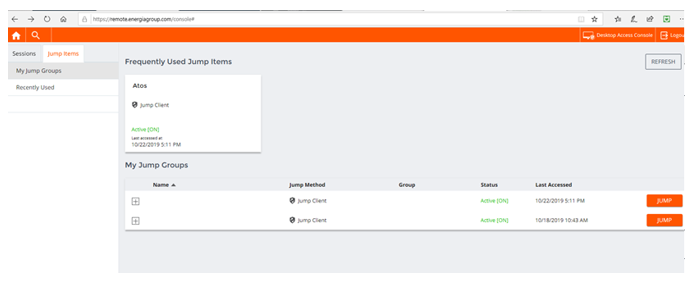 https://remote.energiagroup.com/console#
Desktop Access Console
Logout
Sessions
Jump Items
My Jump Groups
Recently Used
Frequently Used Jump Items
REFRESH
Atos
Jump Client
Active [ON]
Last accessed at:
10/22/2019 5:11 PM
My Jump Groups
Name Jump Method Group Status Last Accessed
Jump Client Active [ON] 10/22/2019 5:11 PM JUMP
Jump Client Active [ON] 10/18/2019 10:43 AM JUMP